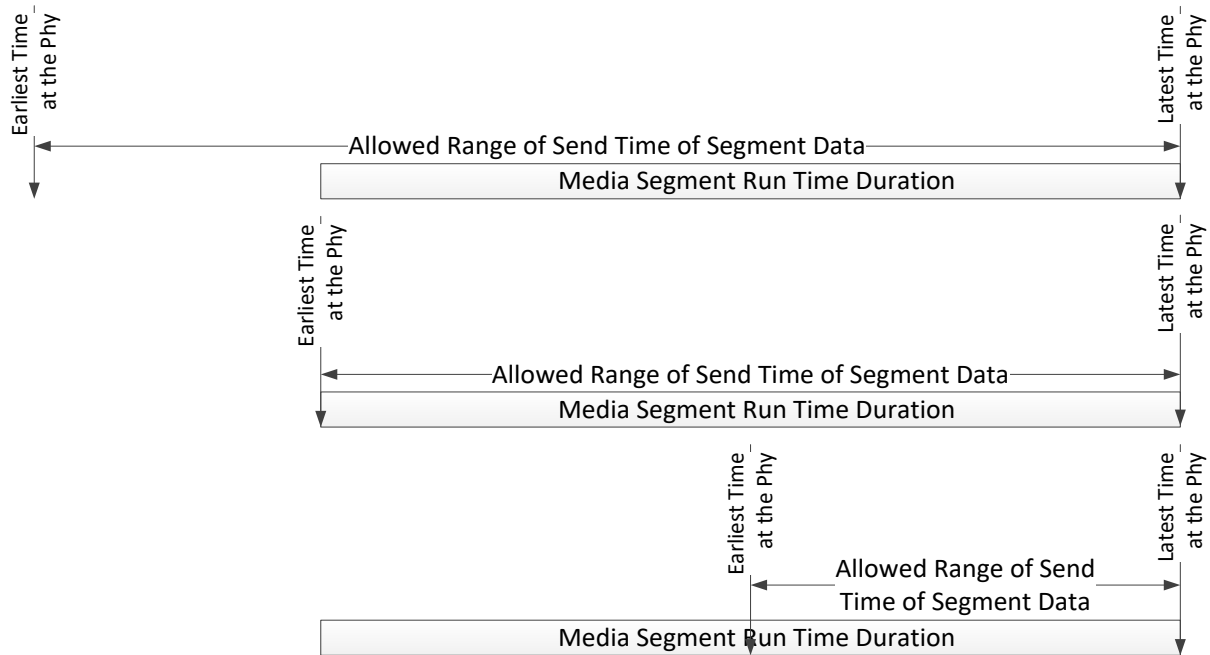 Earliest Time
at the Phy
Latest Time
at the Phy
Allowed Range of Send Time of Segment Data
Media Segment Run Time Duration
Earliest Time
at the Phy
Latest Time
at the Phy
Allowed Range of Send Time of Segment Data
Media Segment Run Time Duration
Earliest Time
at the Phy
Latest Time
at the Phy
Allowed Range of Send
Time of Segment Data
Media Segment Run Time Duration